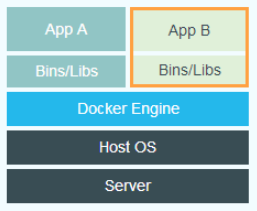 App A
App B
Bins/Libs
Bins/Libs
Docker Engine
Host OS
Server